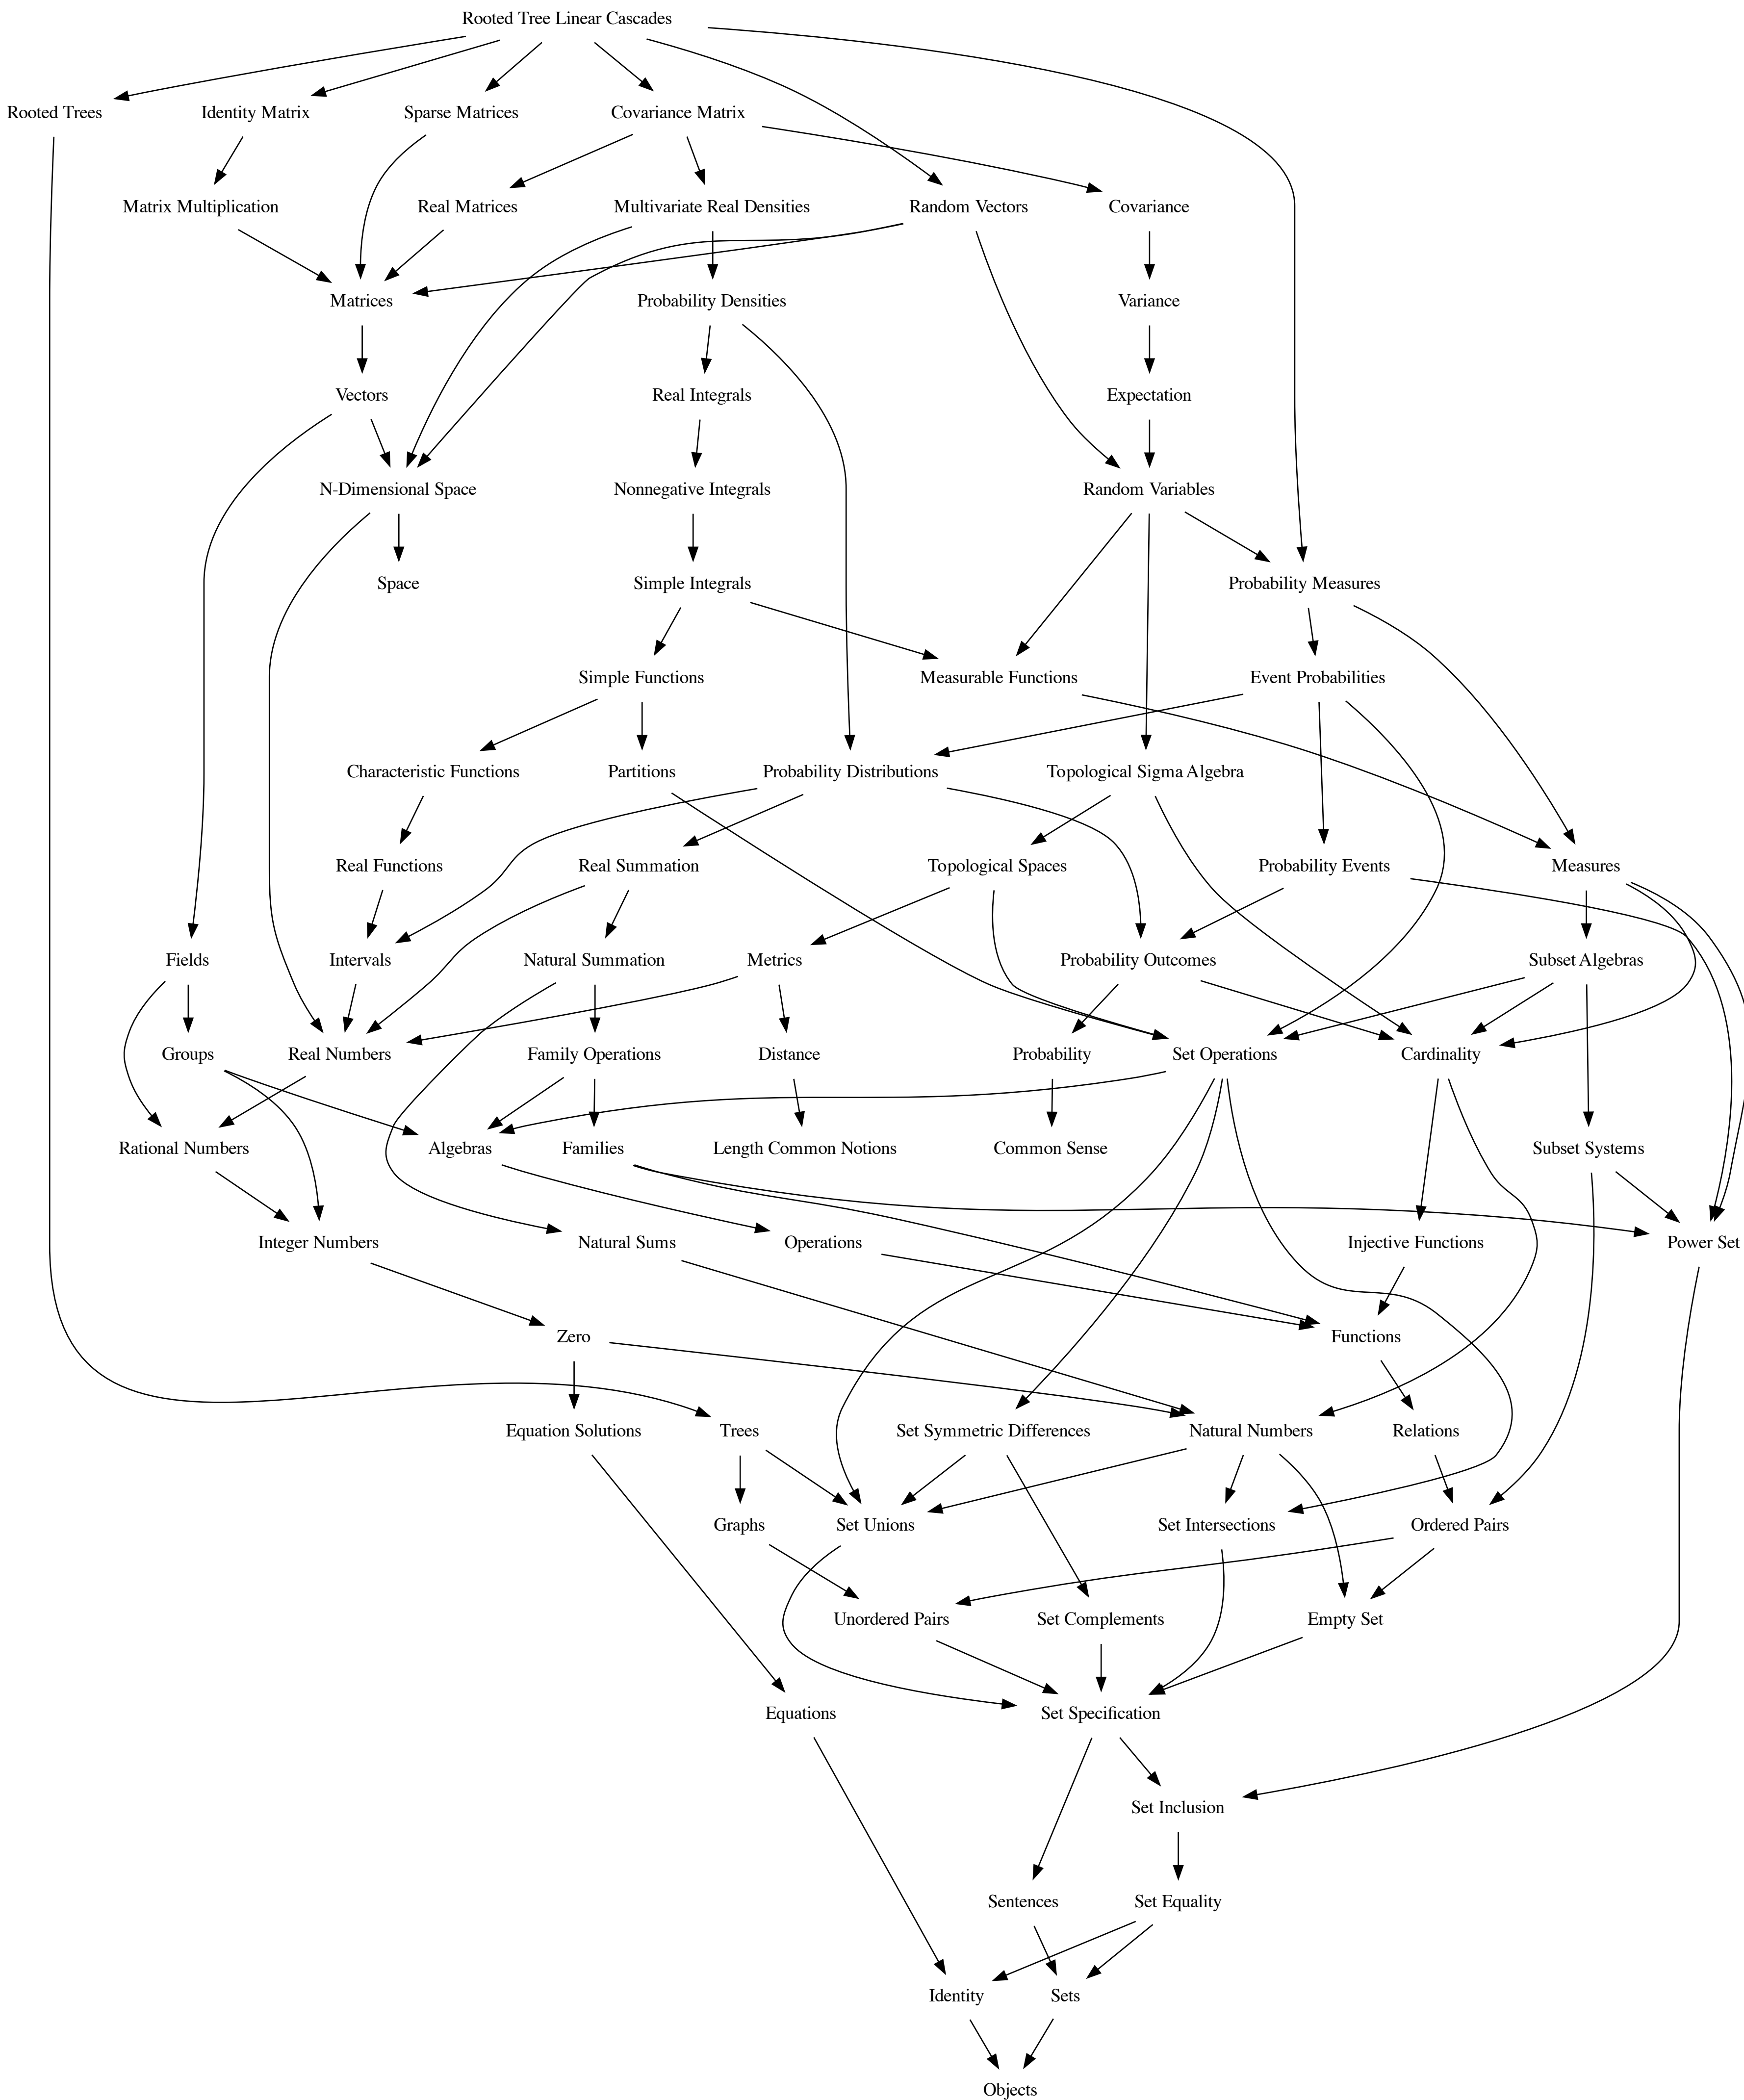 Rooted Tree Linear Cascades
Rooted Trees
Identity Matrix
Sparse Matrices
Covariance Matrix
Matrix Multiplication
Real Matrices
Multivariate Real Densities
Random Vectors
Covariance
Matrices
Probability Densities
Variance
Vectors
Real Integrals
Expectation
N-Dimensional Space
Nonnegative Integrals
Random Variables
Space
Simple Integrals
Probability Measures
Simple Functions
Measurable Functions
Event Probabilities
Characteristic Functions
Partitions
Probability Distributions
Topological Sigma Algebra
Real Functions
Real Summation
Topological Spaces
Probability Events
Measures
Fields
Intervals
Natural Summation
Metrics
Probability Outcomes
Subset Algebras
Groups
Real Numbers
Family Operations
Distance
Probability
Set Operations
Cardinality
Rational Numbers
Algebras
Families
Length Common Notions
Common Sense
Subset Systems
Integer Numbers
Natural Sums
Operations
Injective Functions
Power Set
Zero
Functions
Equation Solutions
Trees
Set Symmetric Differences
Natural Numbers
Relations
Graphs
Set Unions
Set Intersections
Ordered Pairs
Unordered Pairs
Set Complements
Empty Set
Equations
Set Specification
Set Inclusion
Sentences
Set Equality
Identity
Sets
Objects